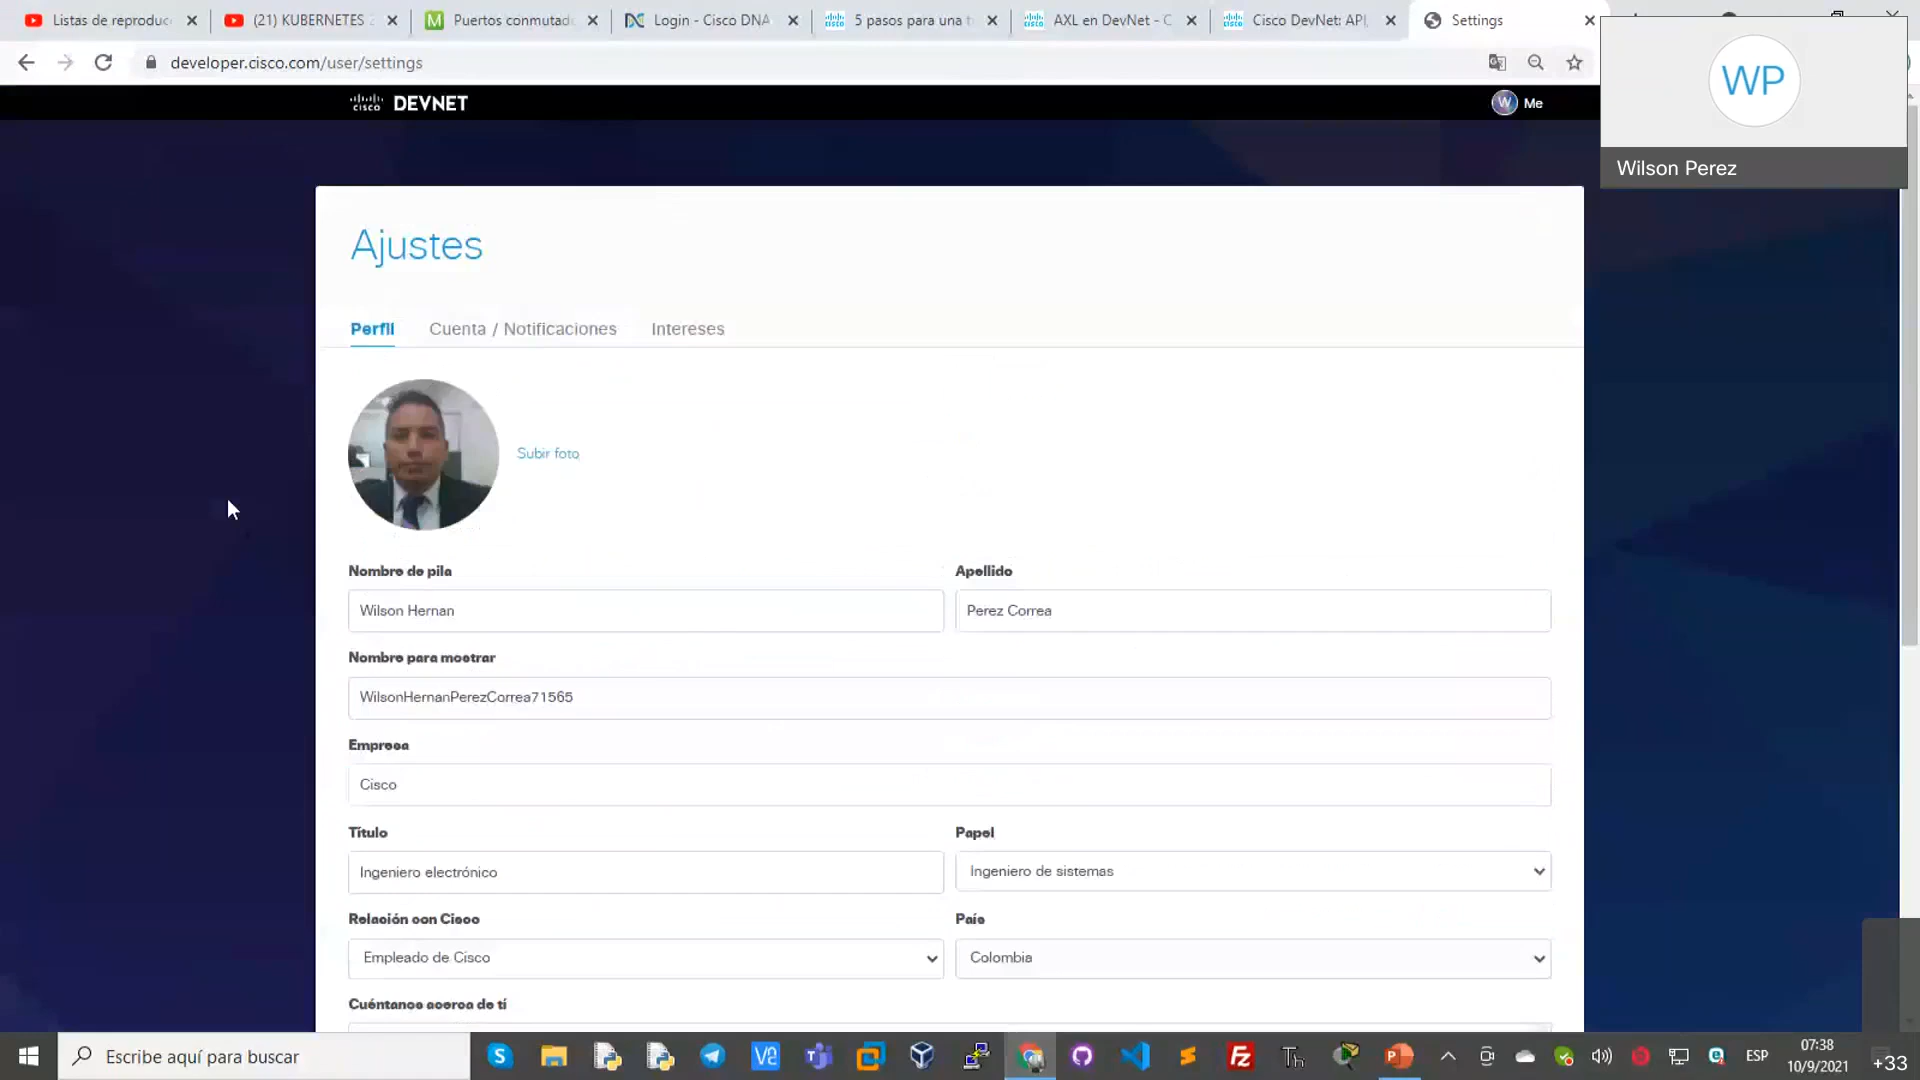 Listas de reproduc
(21) KUBERNETES 2
Puertos conmutado
Login - Cisco DNA
5 pasos para una t
AXL en DevNet - C
Cisco DevNet: API,
Settings
developer.cisco.com/user/settings
cisco DEVNET
W Me
WP
Wilson Perez
Ajustes
Perfil
Cuenta / Notificaciones
Intereses
Subir foto
Nombre de pila
Apellido
Wilson Hernan
Perez Correa
Nombre para mostrar
WilsonHernanPerezCorrea71565
Empresa
Cisco
Título
Papel
Ingeniero electrónico
Ingeniero de sistemas
Relación con Cisco
País
Empleado de Cisco
Colombia
Cuéntanos acerca de tí
Escribe aquí para buscar
ESP
07:38
10/9/2021
+33